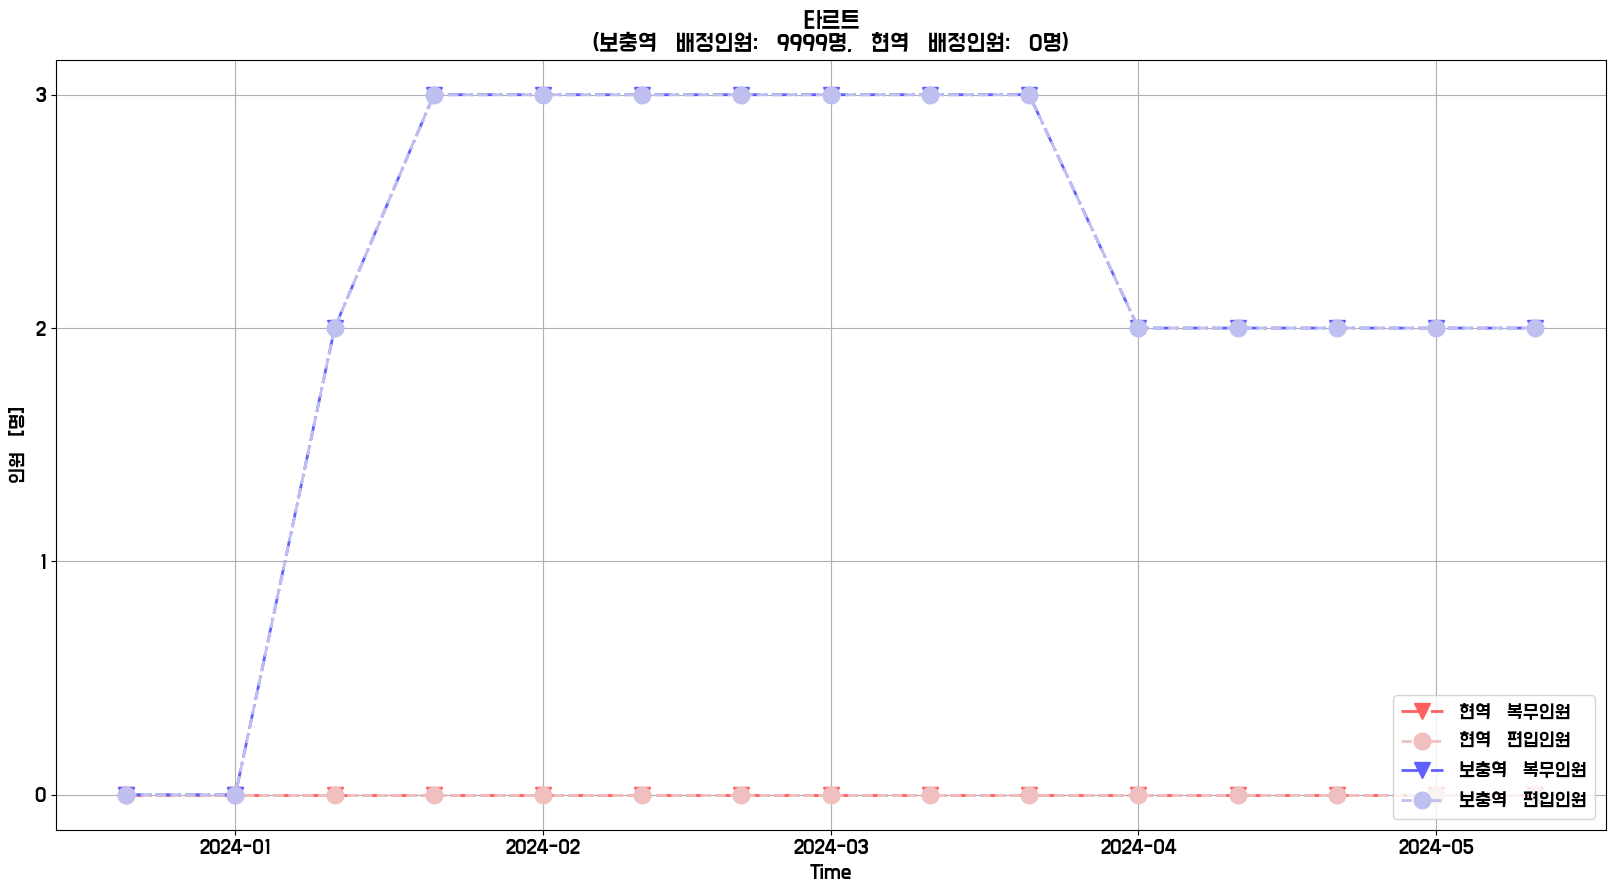 타르트
(보충역 배정인원: 9999명, 현역 배정인원: 0명)
3
2
1
0
인원 [명]
2024-01
2024-02
2024-03
2024-04
2024-05
Time
현역 복무인원
현역 편입인원
보충역 복무인원
보충역 편입인원